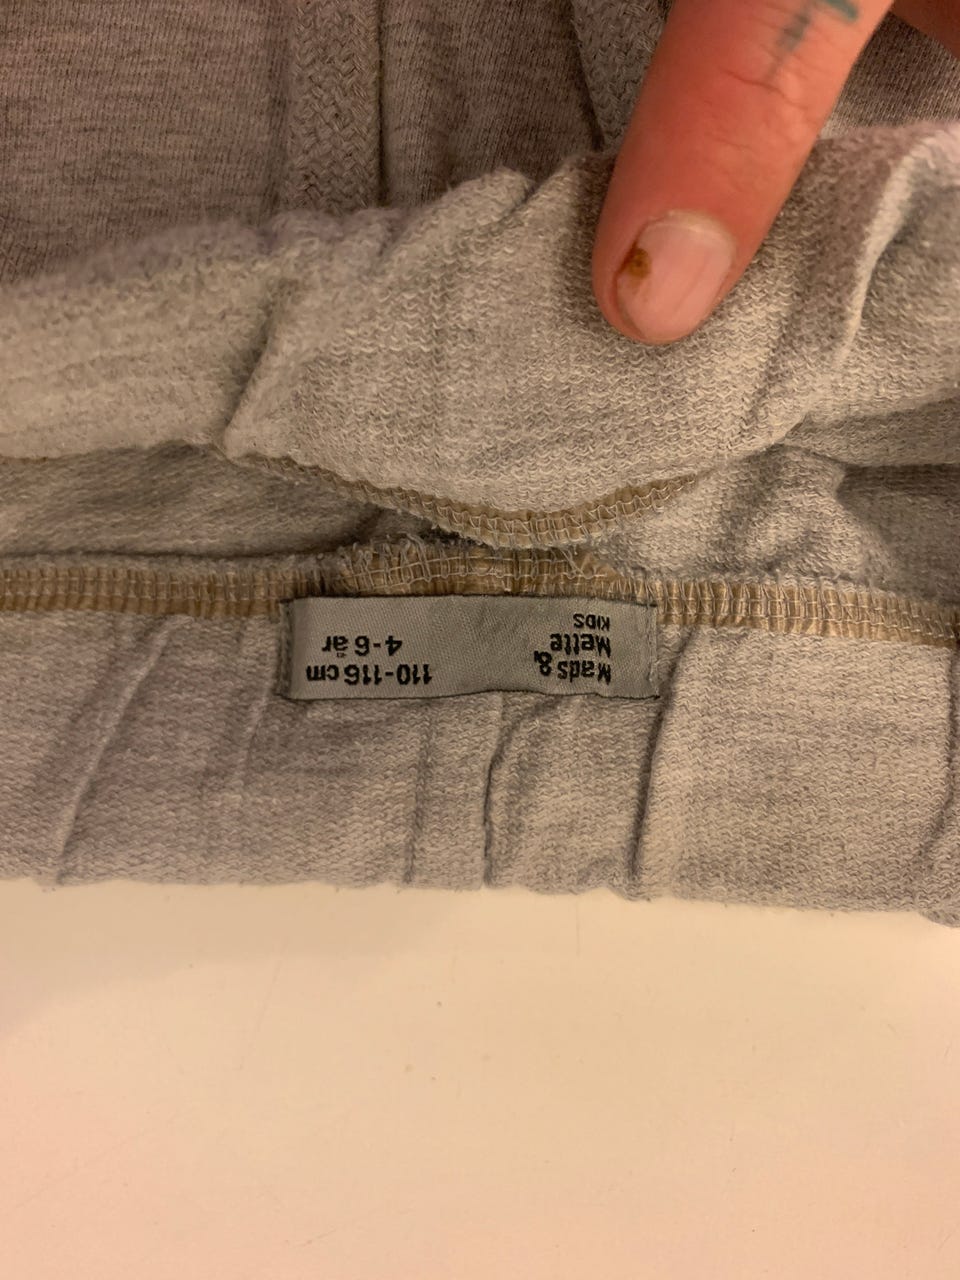 Mads &
Mette
KIDS
110-116 cm
4-6 år